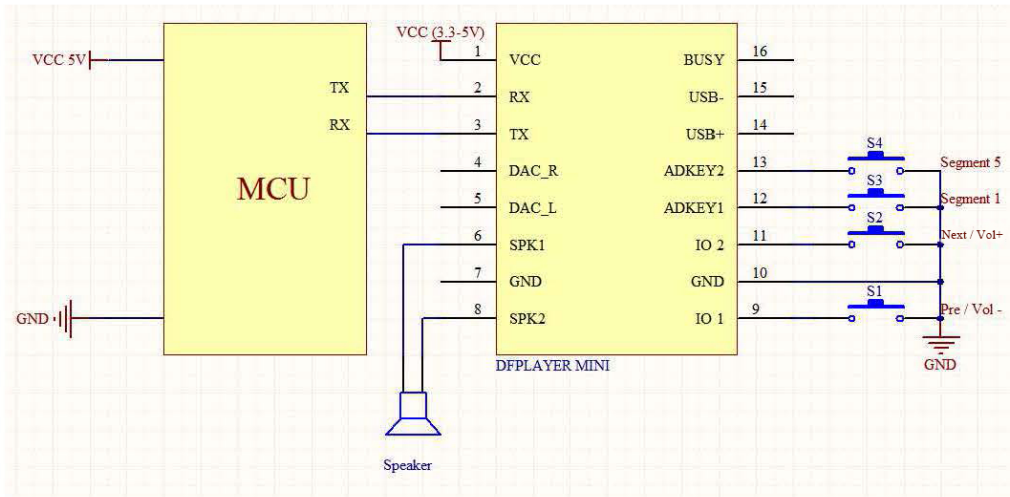 VCC 5V
MCU
TX
RX
GND
VCC (3.3-5V)
1 VCC
2 RX
3 TX
4 DAC_R
5 DAC_L
6 SPK1
7 GND
8 SPK2
BUSY 16
USB- 15
USB+ 14
ADKEY2 13
ADKEY1 12
IO 2 11
GND 10
IO 1 9
DFPLAYER MINI
S4
Segment 5
S3
Segment 1
S2
Next / Vol+
S1
Pre / Vol -
GND
Speaker